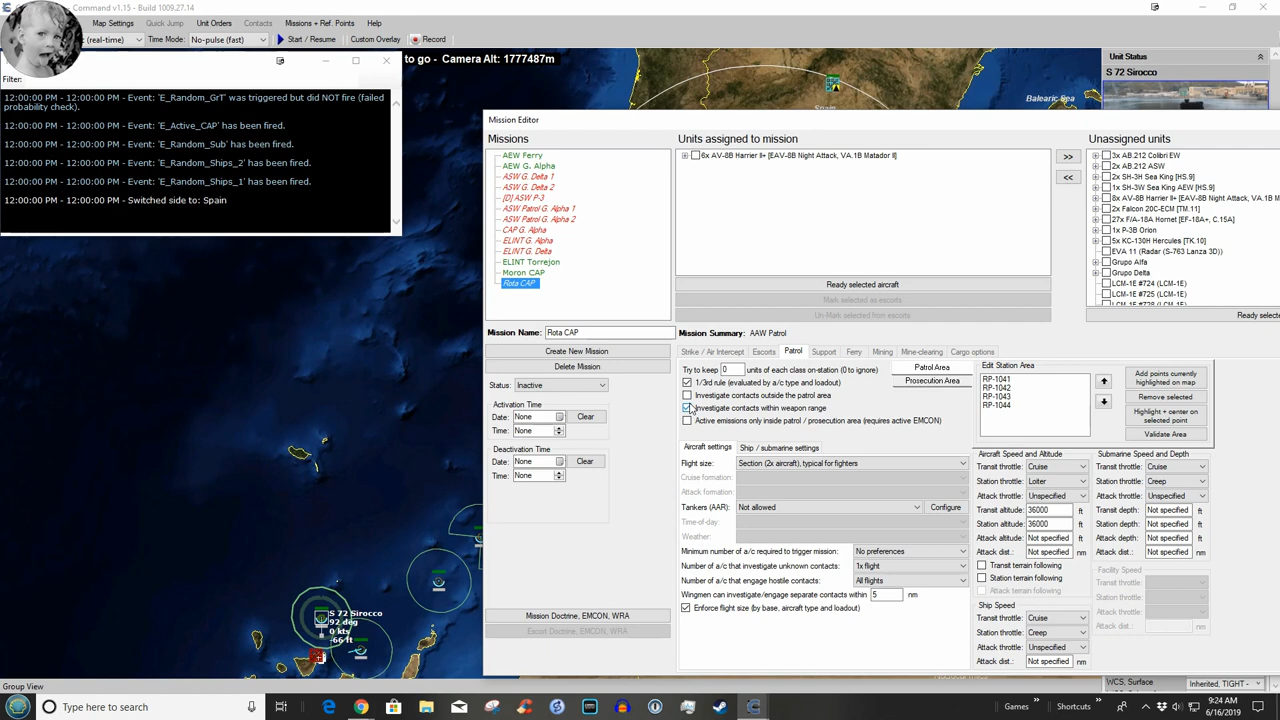 Command v1.15 - Build 1009.27.14
Map Settings Quick Jump Unit Orders Contacts Missions + Ref. Points Help
(real-time) Time Mode: No-pulse (fast) Start / Resume Custom Overlay Record
to go - Camera Alt: 1777487m
Filter:
12:00:00 PM - 12:00:00 PM - Event: 'E_Random_GrT' was triggered but did NOT fire (failed
probability check).
12:00:00 PM - 12:00:00 PM - Event: 'E_Active_CAP' has been fired.
12:00:00 PM - 12:00:00 PM - Event: 'E_Random_Sub' has been fired.
12:00:00 PM - 12:00:00 PM - Event: 'E_Random_Ships_2' has been fired.
12:00:00 PM - 12:00:00 PM - Event: 'E_Random_Ships_1' has been fired.
12:00:00 PM - 12:00:00 PM - Switched side to: Spain
Spain
Balearic Sea
Unit Status
S 72 Sirocco
Mission Editor
Missions
AEW Ferry
AEW G. Alpha
ASW G. Delta 1
ASW G. Delta 2
[D] ASW P-3
ASW Patrol G. Alpha 1
ASW Patrol G. Alpha 2
CAP G. Alpha
ELINT G. Alpha
ELINT G. Delta
ELINT Torrejon
Moron CAP
Rota CAP
Units assigned to mission
6x AV-8B Harrier II+ [EAV-8B Night Attack, VA.1B Matador II]
>>
<<
Unassigned units
3x AB.212 Colibri EW
2x AB.212 ASW
2x SH-3H Sea King [HS.9]
1x SH-3W Sea King AEW [HS.9]
8x AV-8B Harrier II+ [EAV-8B Night Attack, VA.1B M
2x Falcon 20C-ECM [TM.11]
27x F/A-18A Hornet [EF-18A+, C.15A]
1x P-3B Orion
5x KC-130H Hercules [TK.10]
EVA 11 (Radar (S-763 Lanza 3D))
Grupo Alfa
Grupo Delta
LCM-1E #724 (LCM-1E)
LCM-1E #725 (LCM-1E)
LCM-1E #728 (LCM-1E)
Ready selected aircraft
Mark selected as escorts
Un-Mark selected from escorts
Ready selecte
Mission Name: Rota CAP
Create New Mission
Delete Mission
Status: Inactive
Activation Time
Date: None Clear
Time: None
Deactivation Time
Date: None Clear
Time: None
Mission Doctrine, EMCON, WRA
Escort Doctrine, EMCON, WRA
Mission Summary: AAW Patrol
Strike / Air Intercept Escorts Patrol Support Ferry Mining Mine-clearing Cargo options
Try to keep 0 units of each class on-station (0 to ignore)
1/3rd rule (evaluated by a/c type and loadout)
Investigate contacts outside the patrol area
Investigate contacts within weapon range
Active emissions only inside patrol / prosecution area (requires active EMCON)
Patrol Area
Prosecution Area
Edit Station Area
RP-1041
RP-1042
RP-1043
RP-1044
Add points currently
highlighted on map
Remove selected
Highlight + center on
selected point
Validate Area
Aircraft settings Ship / submarine settings
Flight size: Section (2x aircraft), typical for fighters
Cruise formation:
Attack formation:
Tankers (AAR): Not allowed Configure
Time-of-day:
Weather:
Minimum number of a/c required to trigger mission: No preferences
Number of a/c that investigate unknown contacts: 1x flight
Number of a/c that engage hostile contacts: All flights
Wingmen can investigate/engage separate contacts within 5 nm
Enforce flight size (by base, aircraft type and loadout)
Aircraft Speed and Altitude
Transit throttle: Cruise
Station throttle: Loiter
Attack throttle: Unspecified
Transit altitude: 36000 ft
Station altitude: 36000 ft
Attack altitude: Not specified ft
Attack dist.: Not specified nm
Transit terrain following
Station terrain following
Attack terrain following
Ship Speed
Transit throttle: Cruise
Station throttle: Creep
Attack throttle: Unspecified
Attack dist.: Not specified nm
Submarine Speed and Depth
Transit throttle: Cruise
Station throttle: Creep
Attack throttle: Unspecified
Transit depth: Not specified ft
Station depth: Not specified ft
Attack depth: Not specified ft
Attack dist.: Not specified nm
Facility Speed
Transit throttle:
Station throttle:
Attack throttle:
Attack dist.: nm
S 72 Sirocco
92 deg
0 kts
-66 ft
Group View
WCS, Surface Inherited, TIGHT -
Type here to search
Games
Favorites
9:24 AM
6/16/2019